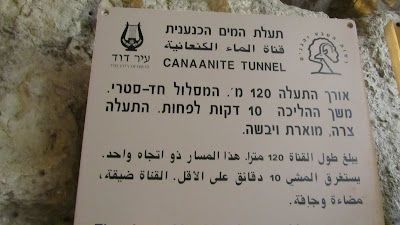 תעלת המים הכנענית
قناة الماء الكنعانية
CANAANITE TUNNEL
עיר דוד
אורך התעלה 120 מ'. המסלול חד-סטרי.
משך ההליכה 10 דקות לפחות. התעלה
צרה, מוארת ויבשה.
يبلغ طول القناة 120 مترا. هذا المسار ذو اتجاه واحد.
يستغرق المشي 10 دقائق على الاقل. القناة ضيقة،
مضاءة وجافة.